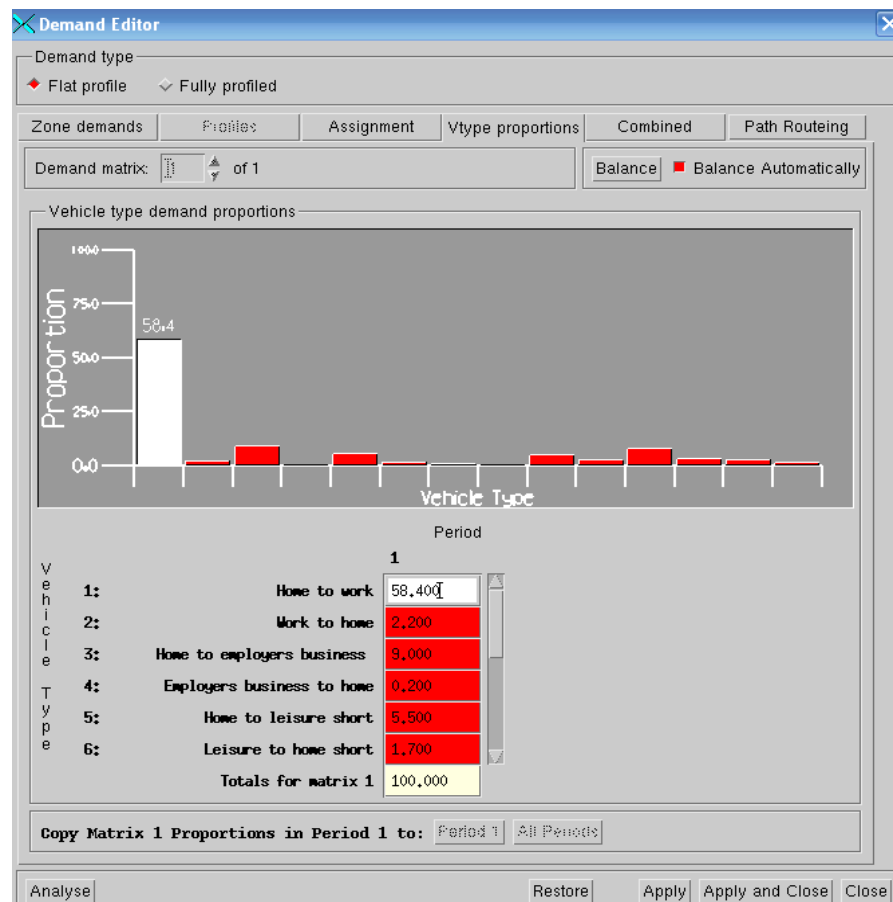 Demand Editor
Demand type
Flat profile Fully profiled
Zone demands Profiles Assignment Vtype proportions Combined Path Routeing
Demand matrix: 1 of 1 Balance Balance Automatically
Vehicle type demand proportions
100.0
75.0
58.4
50.0
25.0
0.0
Proportion
Vehicle Type
Period
1
Vehicle Type
1: Home to work 58.400
2: Work to home 2.200
3: Home to employers business 9.000
4: Employers business to home 0.200
5: Home to leisure short 5.500
6: Leisure to home short 1.700
Totals for matrix 1 100.000
Copy Matrix 1 Proportions in Period 1 to: Period 1 All Periods
Analyse Restore Apply Apply and Close Close